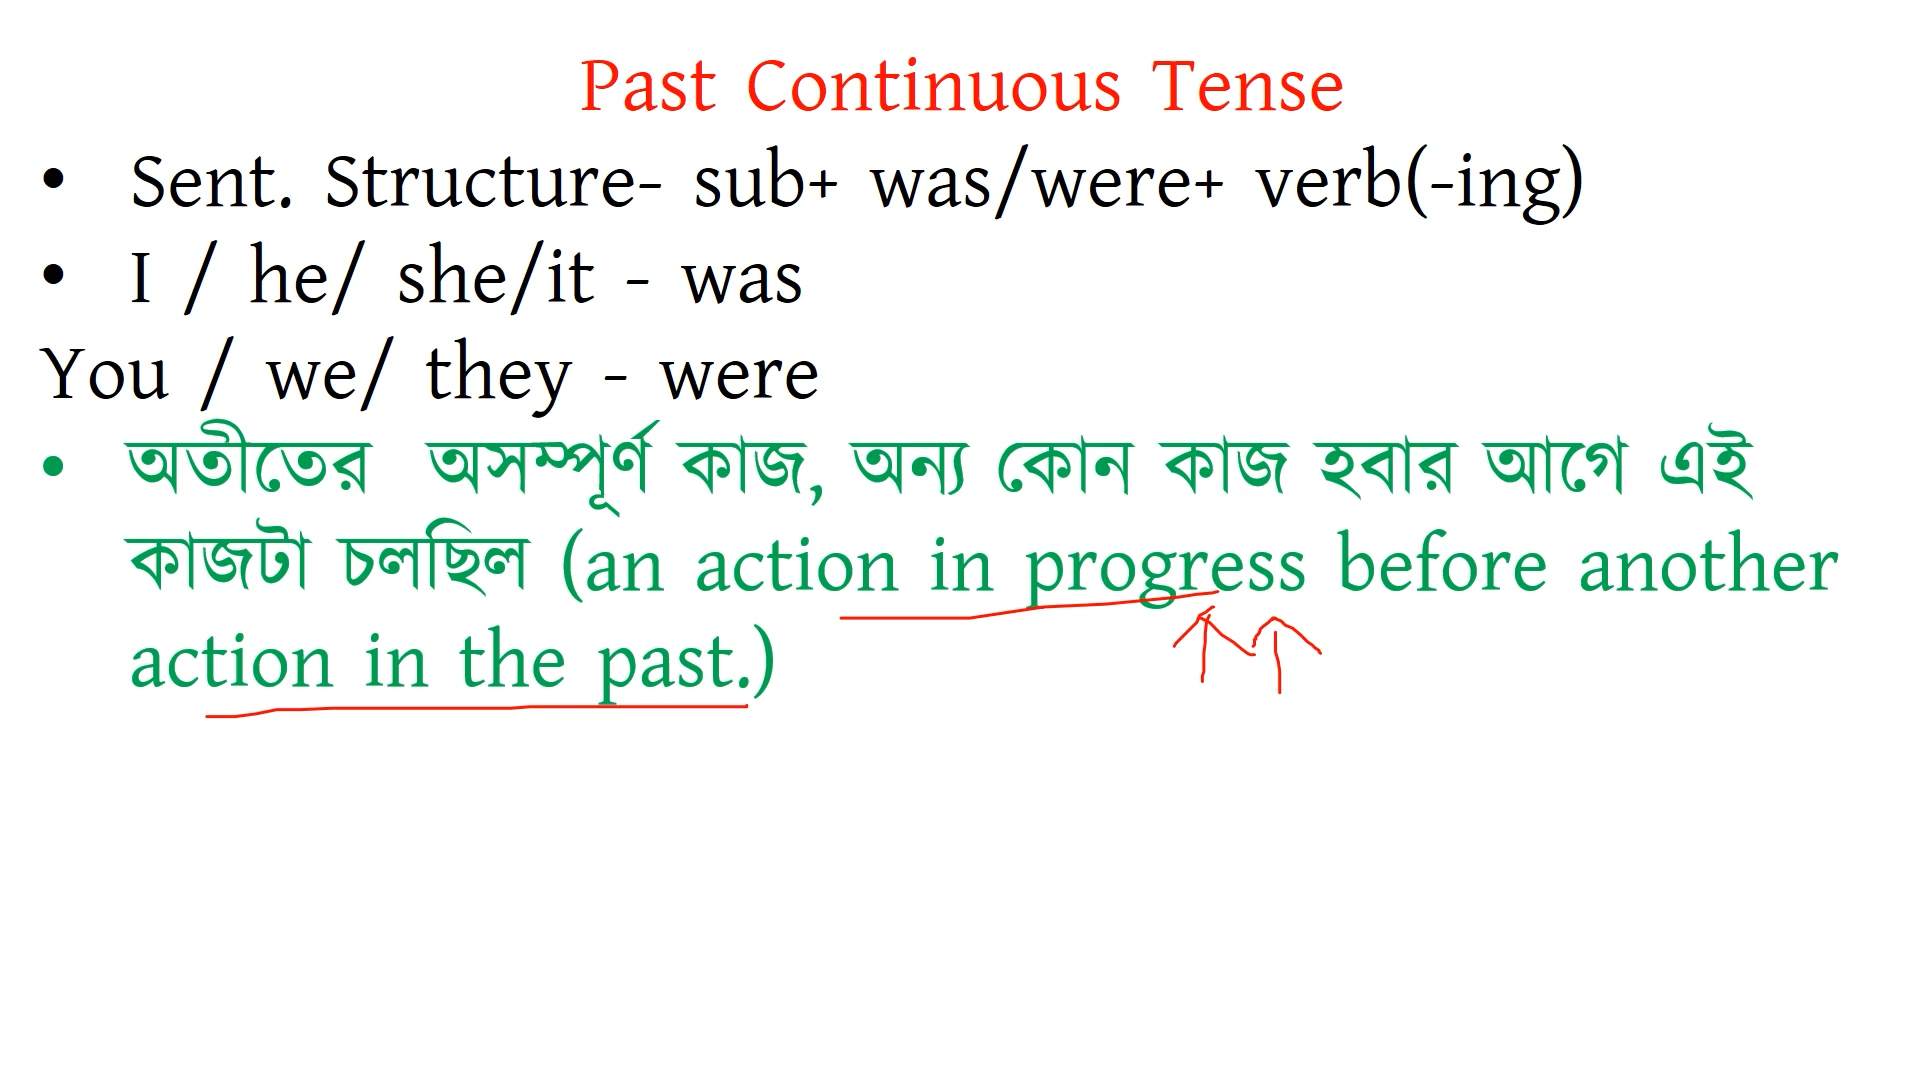 Past Continuous Tense
• Sent. Structure- sub+ was/were+ verb(-ing)
• I / he/ she/it - was
You / we/ they - were
• অতীতের অসম্পূর্ণ কাজ, অন্য কোন কাজ হবার আগে এই
কাজটা চলছিল (an action in progress before another
action in the past.)